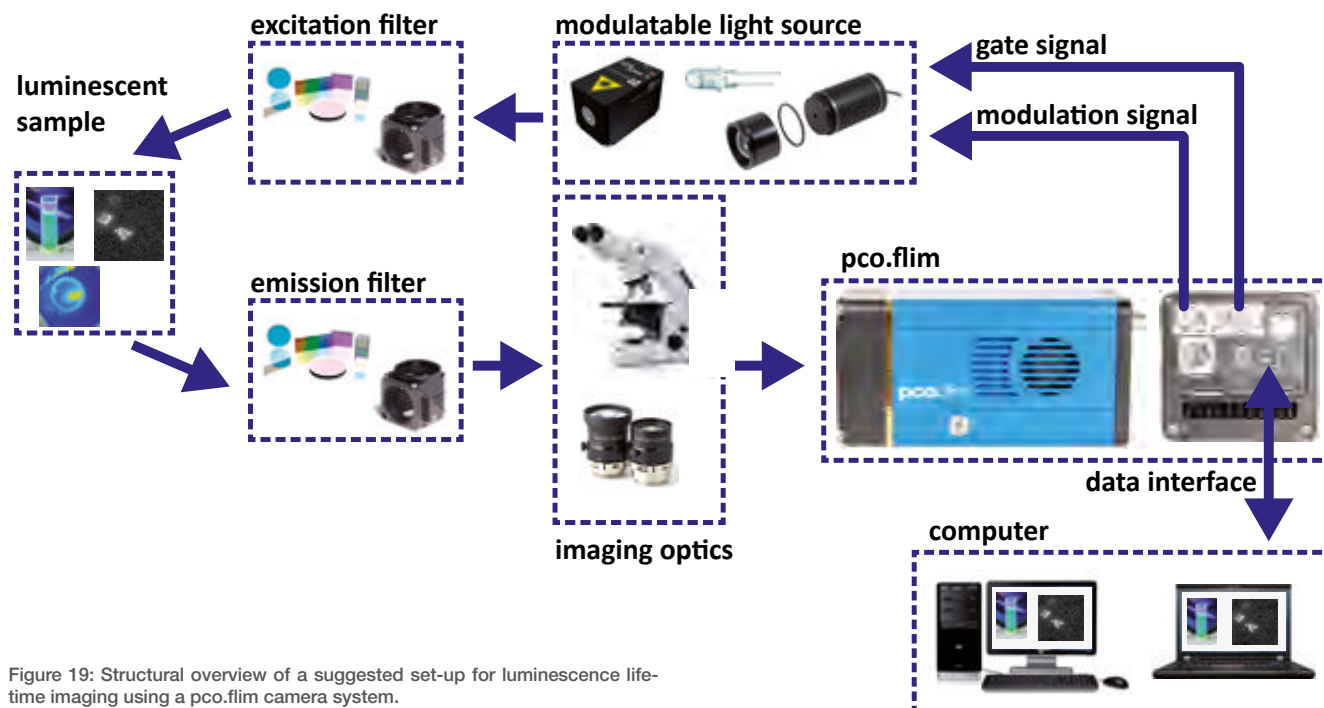 excitation filter
modulatable light source
gate signal
modulation signal
luminescent
sample
emission filter
pco.flim
pco.
data interface
imaging optics
computer
Figure 19: Structural overview of a suggested set-up for luminescence life-
time imaging using a pco.flim camera system.